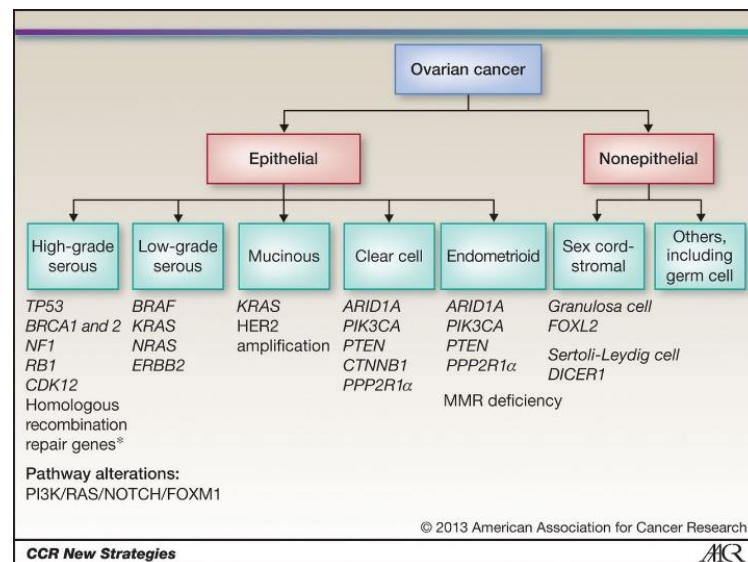 Ovarian cancer
Epithelial
Nonepithelial
High-grade
serous
Low-grade
serous
Mucinous
Clear cell
Endometrioid
Sex cord-
stromal
Others,
including
germ cell
TP53
BRCA1 and 2
NF1
RB1
CDK12
Homologous
recombination
repair genes*
Pathway alterations:
PI3K/RAS/NOTCH/FOXM1
BRAF
KRAS
NRAS
ERBB2
KRAS
HER2
amplification
ARID1A
PIK3CA
PTEN
CTNNB1
PPP2R1α
ARID1A
PIK3CA
PTEN
PPP2R1α
MMR deficiency
Granulosa cell
FOXL2
Sertoli-Leydig cell
DICER1
© 2013 American Association for Cancer Research
CCR New Strategies
AACR